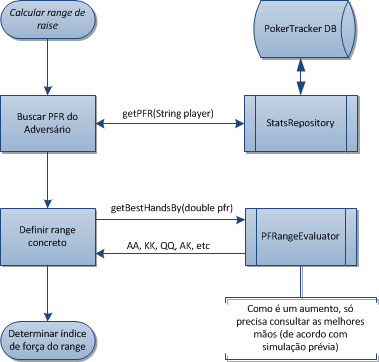 Calcular range de
raise
PokerTracker DB
Buscar PFR do
Adversário
getPFR(String player)
StatsRepository
getBestHandsBy(double pfr)
Definir range
concreto
PFRangeEvaluator
AA, KK, QQ, AK, etc
Como é um aumento, só
precisa consultar as melhores
mãos (de acordo com
simulação prévia)
Determinar índice
de força do range